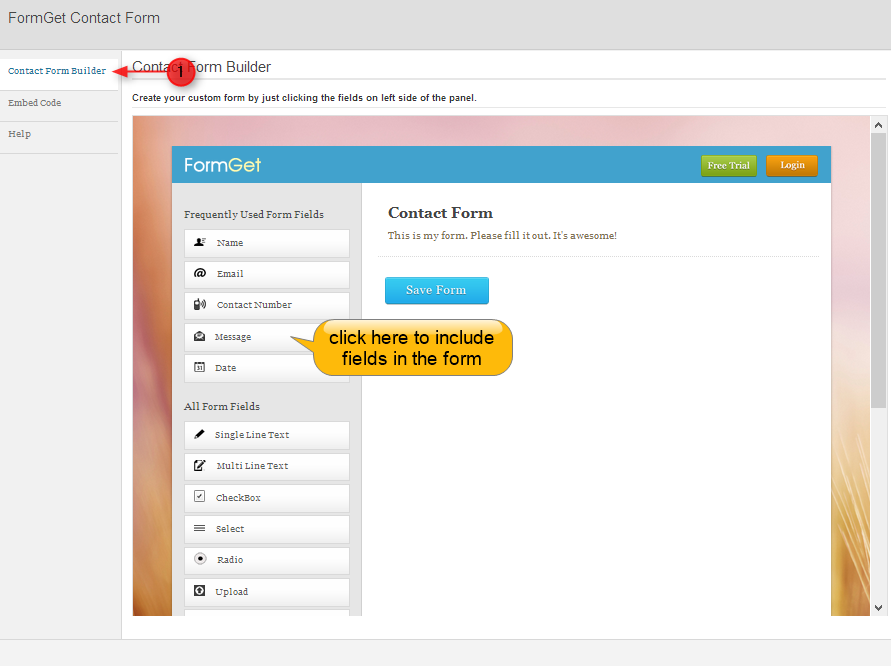 FormGet Contact Form
Contact Form Builder
Embed Code
Help
1
Contact Form Builder
Create your custom form by just clicking the fields on left side of the panel.
FormGet
Free Trial
Login
Frequently Used Form Fields
Name
Email
Contact Number
Message
Date
All Form Fields
Single Line Text
Multi Line Text
CheckBox
Select
Radio
Upload
Contact Form
This is my form. Please fill it out. It's awesome!
Save Form
click here to include
fields in the form